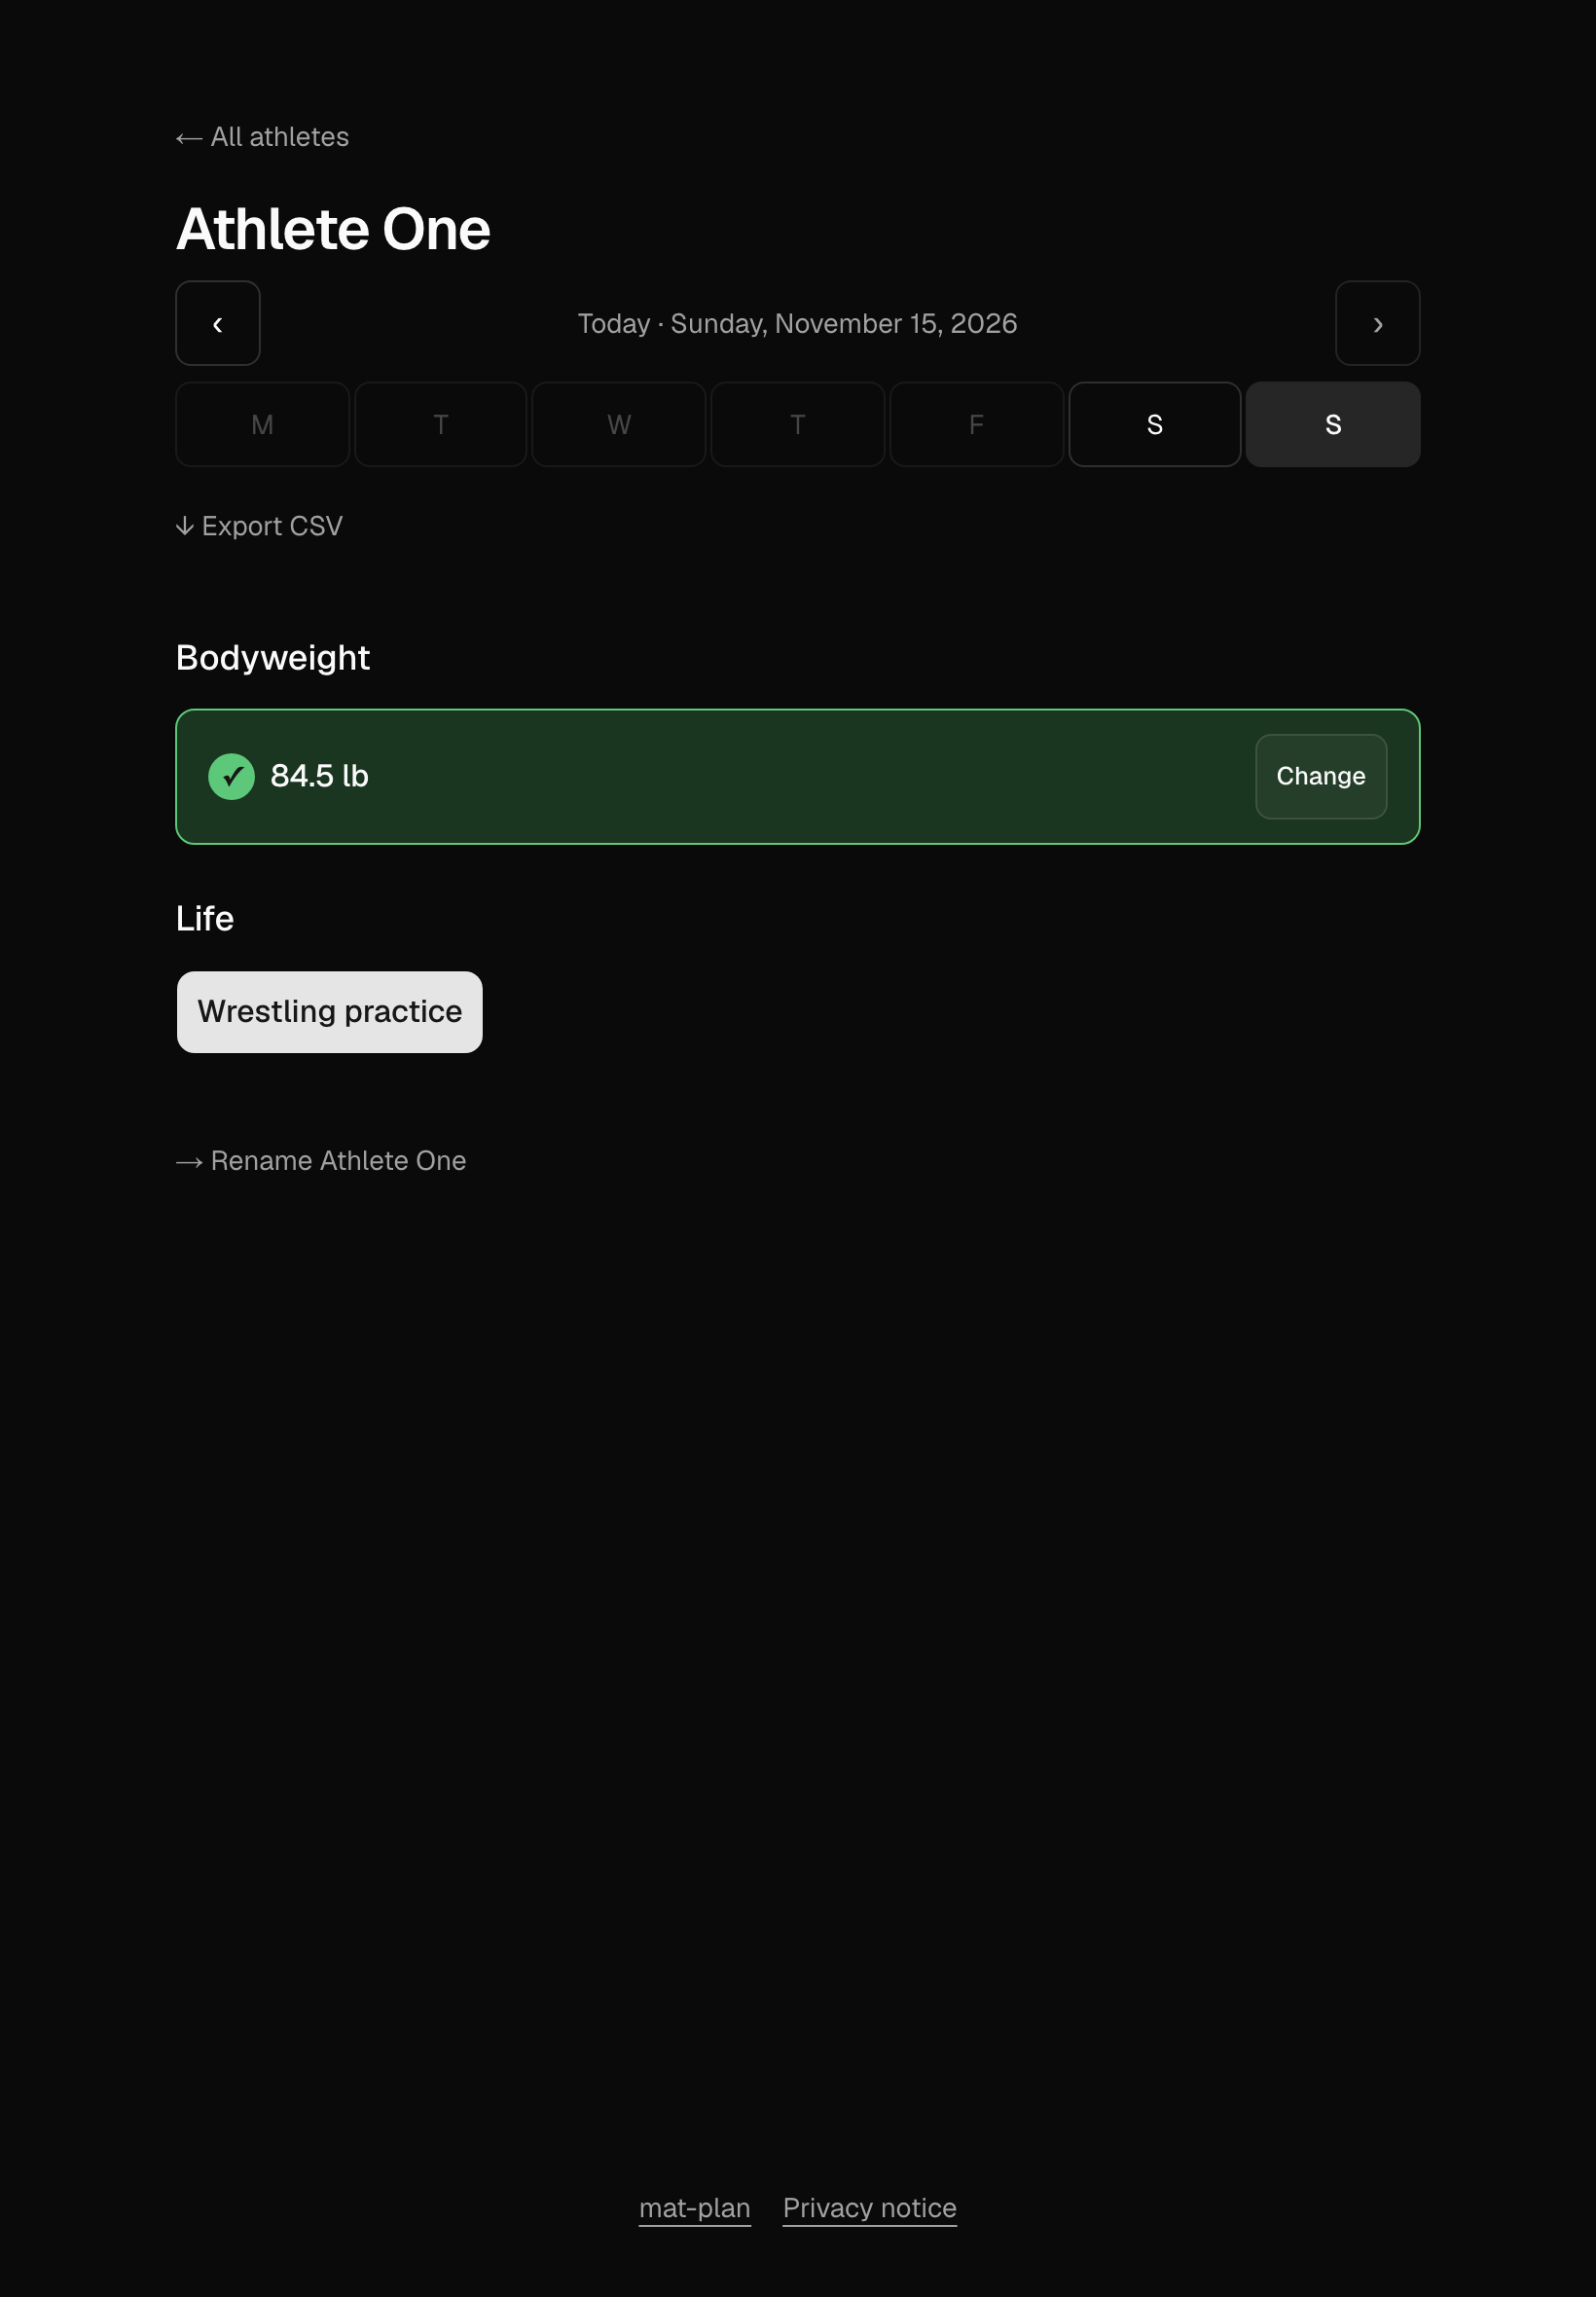 ← All athletes
Athlete One
‹ Today · Sunday, November 15, 2026 ›
M T W T F S S
↓ Export CSV
Bodyweight
✓ 84.5 lb Change
Life
Wrestling practice
→ Rename Athlete One
mat-plan Privacy notice